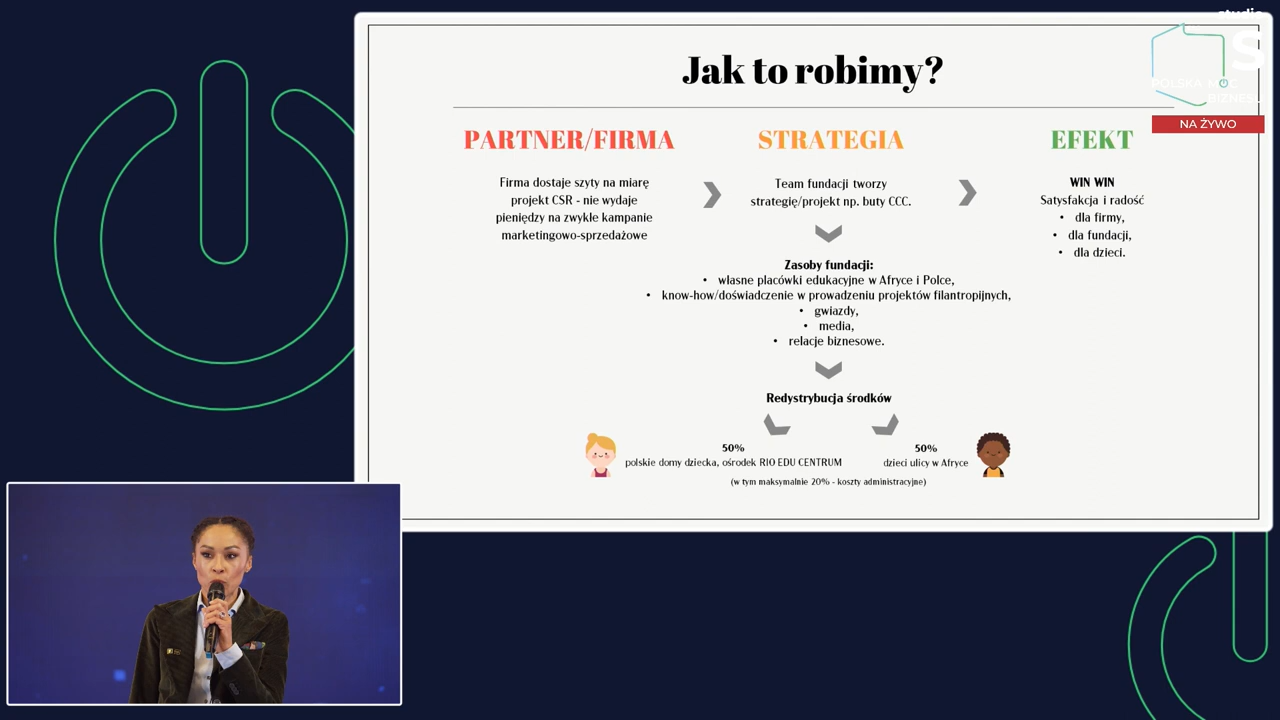 Jak to robimy?
studio
S
POLSKA MOC
BIZNESU
NA ŻYWO
PARTNER/FIRMA
Firma dostaje szyty na miarę
projekt CSR - nie wydaje
pieniędzy na zwykłe kampanie
marketingowo-sprzedażowe
STRATEGIA
Team fundacji tworzy
strategię/projekt np. buty CCC.
Zasoby fundacji:
• własne placówki edukacyjne w Afryce i Polce,
• know-how/doświadczenie w prowadzeniu projektów filantropijnych,
• gwiazdy,
• media,
• relacje biznesowe.
Redystrybucja środków
50%
polskie domy dziecka, ośrodek RIO EDU CENTRUM
50%
dzieci ulicy w Afryce
(w tym maksymalnie 20% - koszty administracyjne)
EFEKT
WIN WIN
Satysfakcja i radość
• dla firmy,
• dla fundacji,
• dla dzieci.